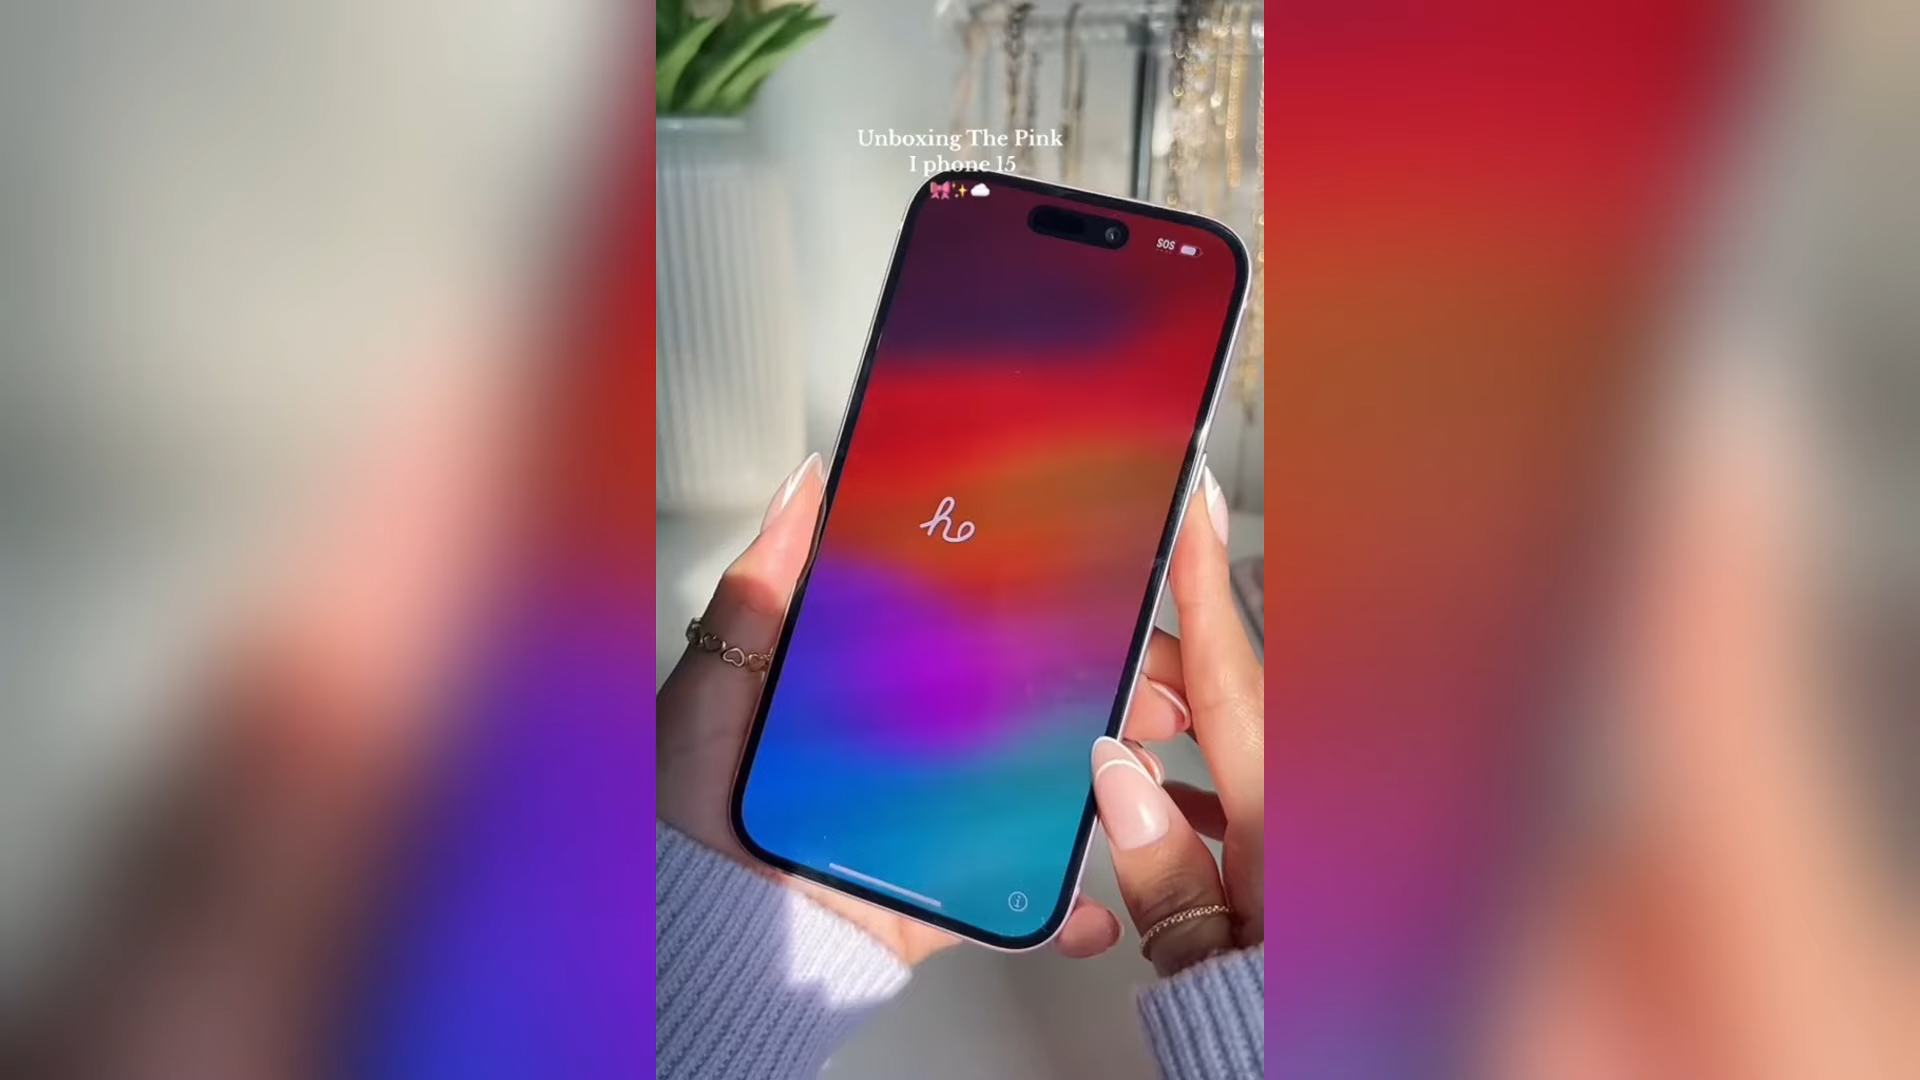 Unboxing The Pink
I phone 15
🎀✨☁️
SOS
he